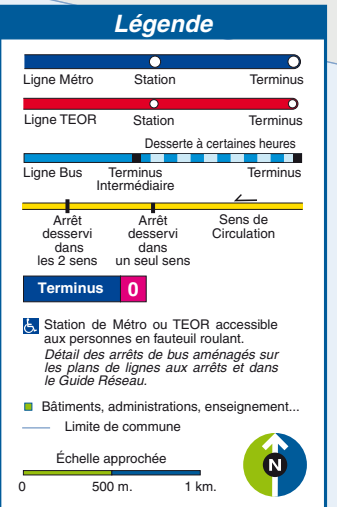 Légende
Ligne Métro Station Terminus
Ligne TEOR Station Terminus
Desserte à certaines heures
Ligne Bus Terminus Intermédiaire Terminus
Arrêt desservi dans les 2 sens
Arrêt desservi dans un seul sens
Sens de Circulation
Terminus 0
Station de Métro ou TEOR accessible
aux personnes en fauteuil roulant.
Détail des arrêts de bus aménagés sur
les plans de lignes aux arrêts et dans
le Guide Réseau.
Bâtiments, administrations, enseignement...
Limite de commune
Échelle approchée
0 500 m. 1 km.
N